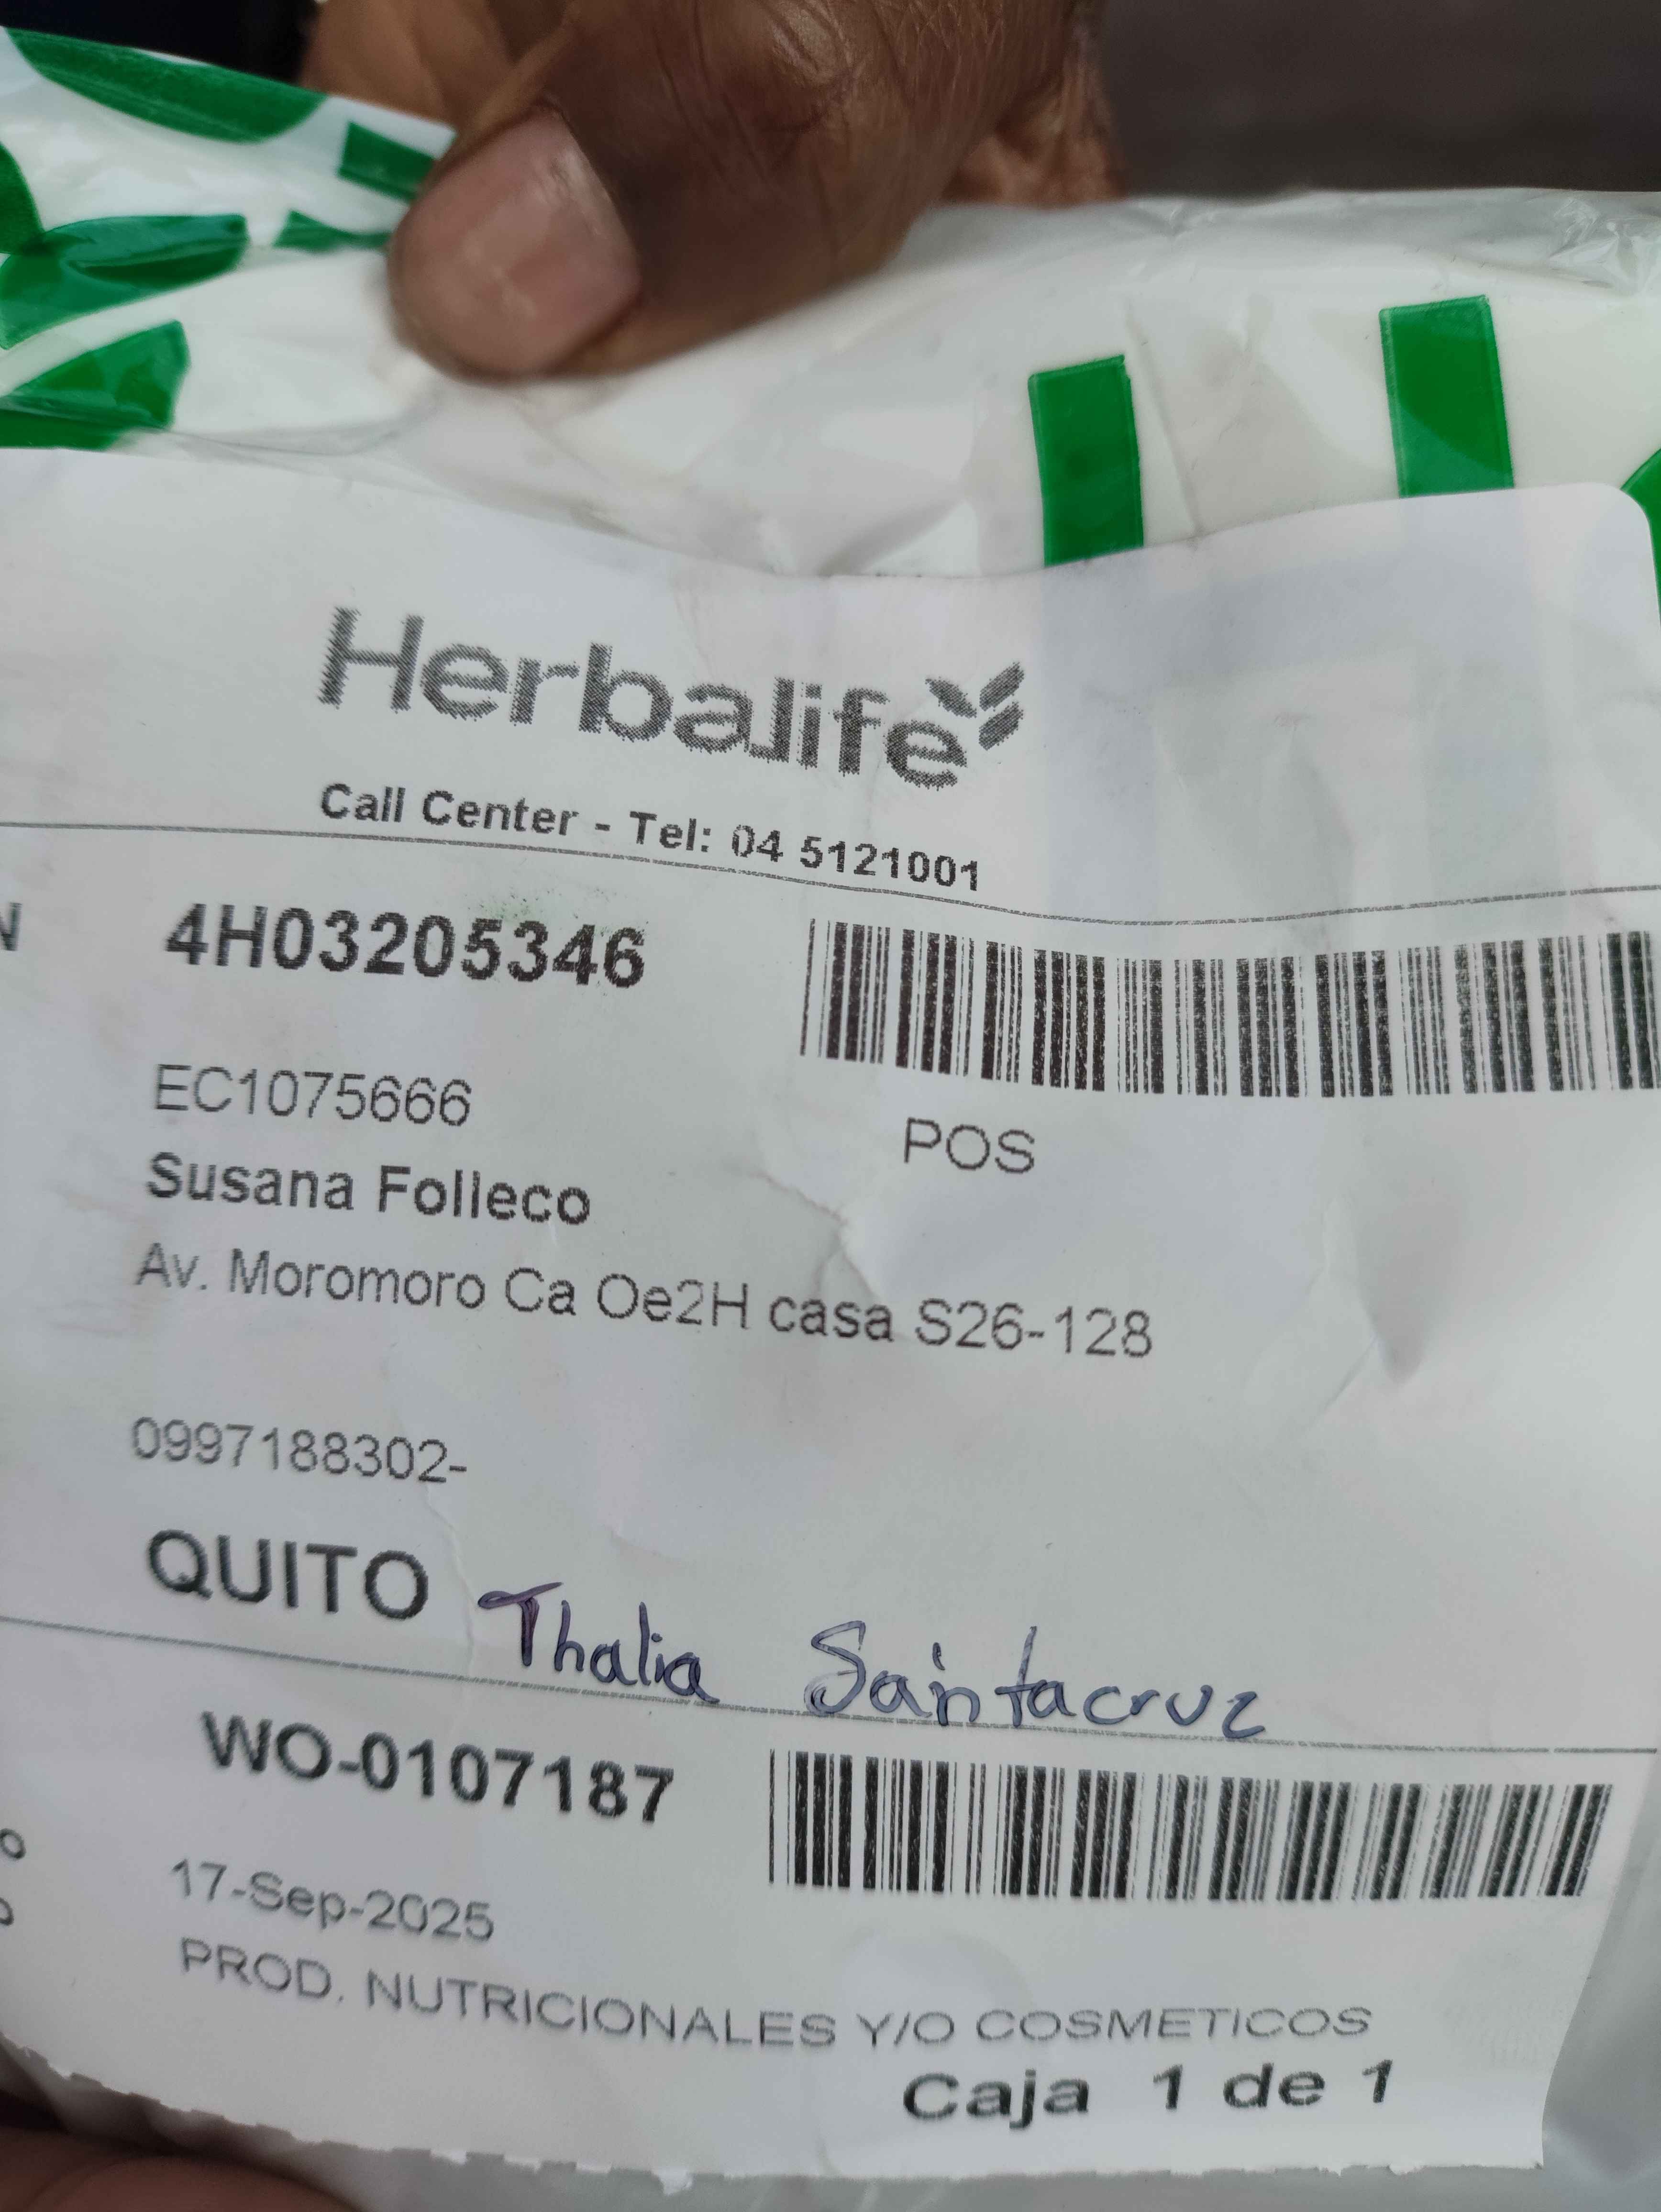 Herbalife
Call Center - Tel: 04 5121001
N 4H03205346
EC1075666
POS
Susana Folleco
Av. Moromoro Ca Oe2H casa S26-128
0997188302-
QUITO
Thalia Santacruz
WO-0107187
17-Sep-2025
PROD. NUTRICIONALES Y/O COSMETICOS
Caja 1 de 1